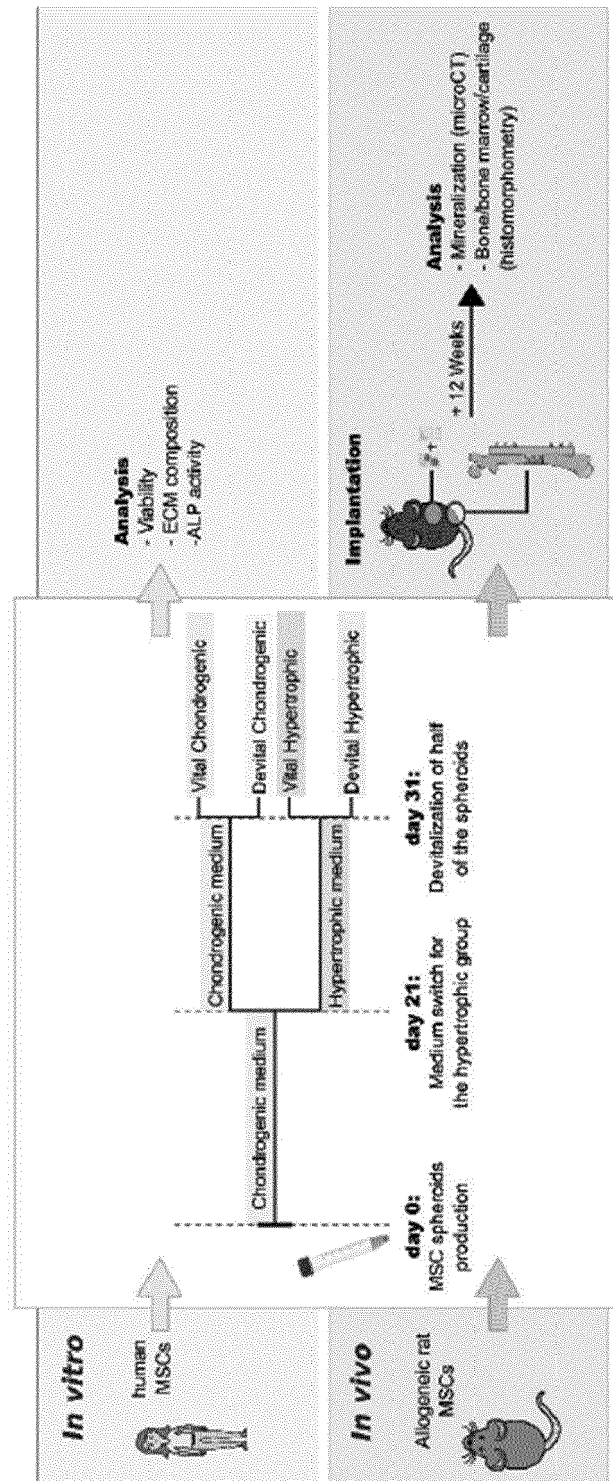 In vitro
human
MSCs
In vivo
Allogeneic rat
MSCs
Chondrogenic medium
Chondrogenic medium
Hypertrophic medium
Vital Chondrogenic
Devital Chondrogenic
Vital Hypertrophic
Devital Hypertrophic
day 0:
MSC spheroids
production
day 21:
Medium switch for
the hypertrophic group
day 31:
Devitalization of half
of the spheroids
Analysis
- Viability
- ECM composition
-ALP activity
Implantation
+
+ 12 Weeks
Analysis
- Mineralization (microCT)
- Bone/bone marrow/cartilage
(histomorphometry)